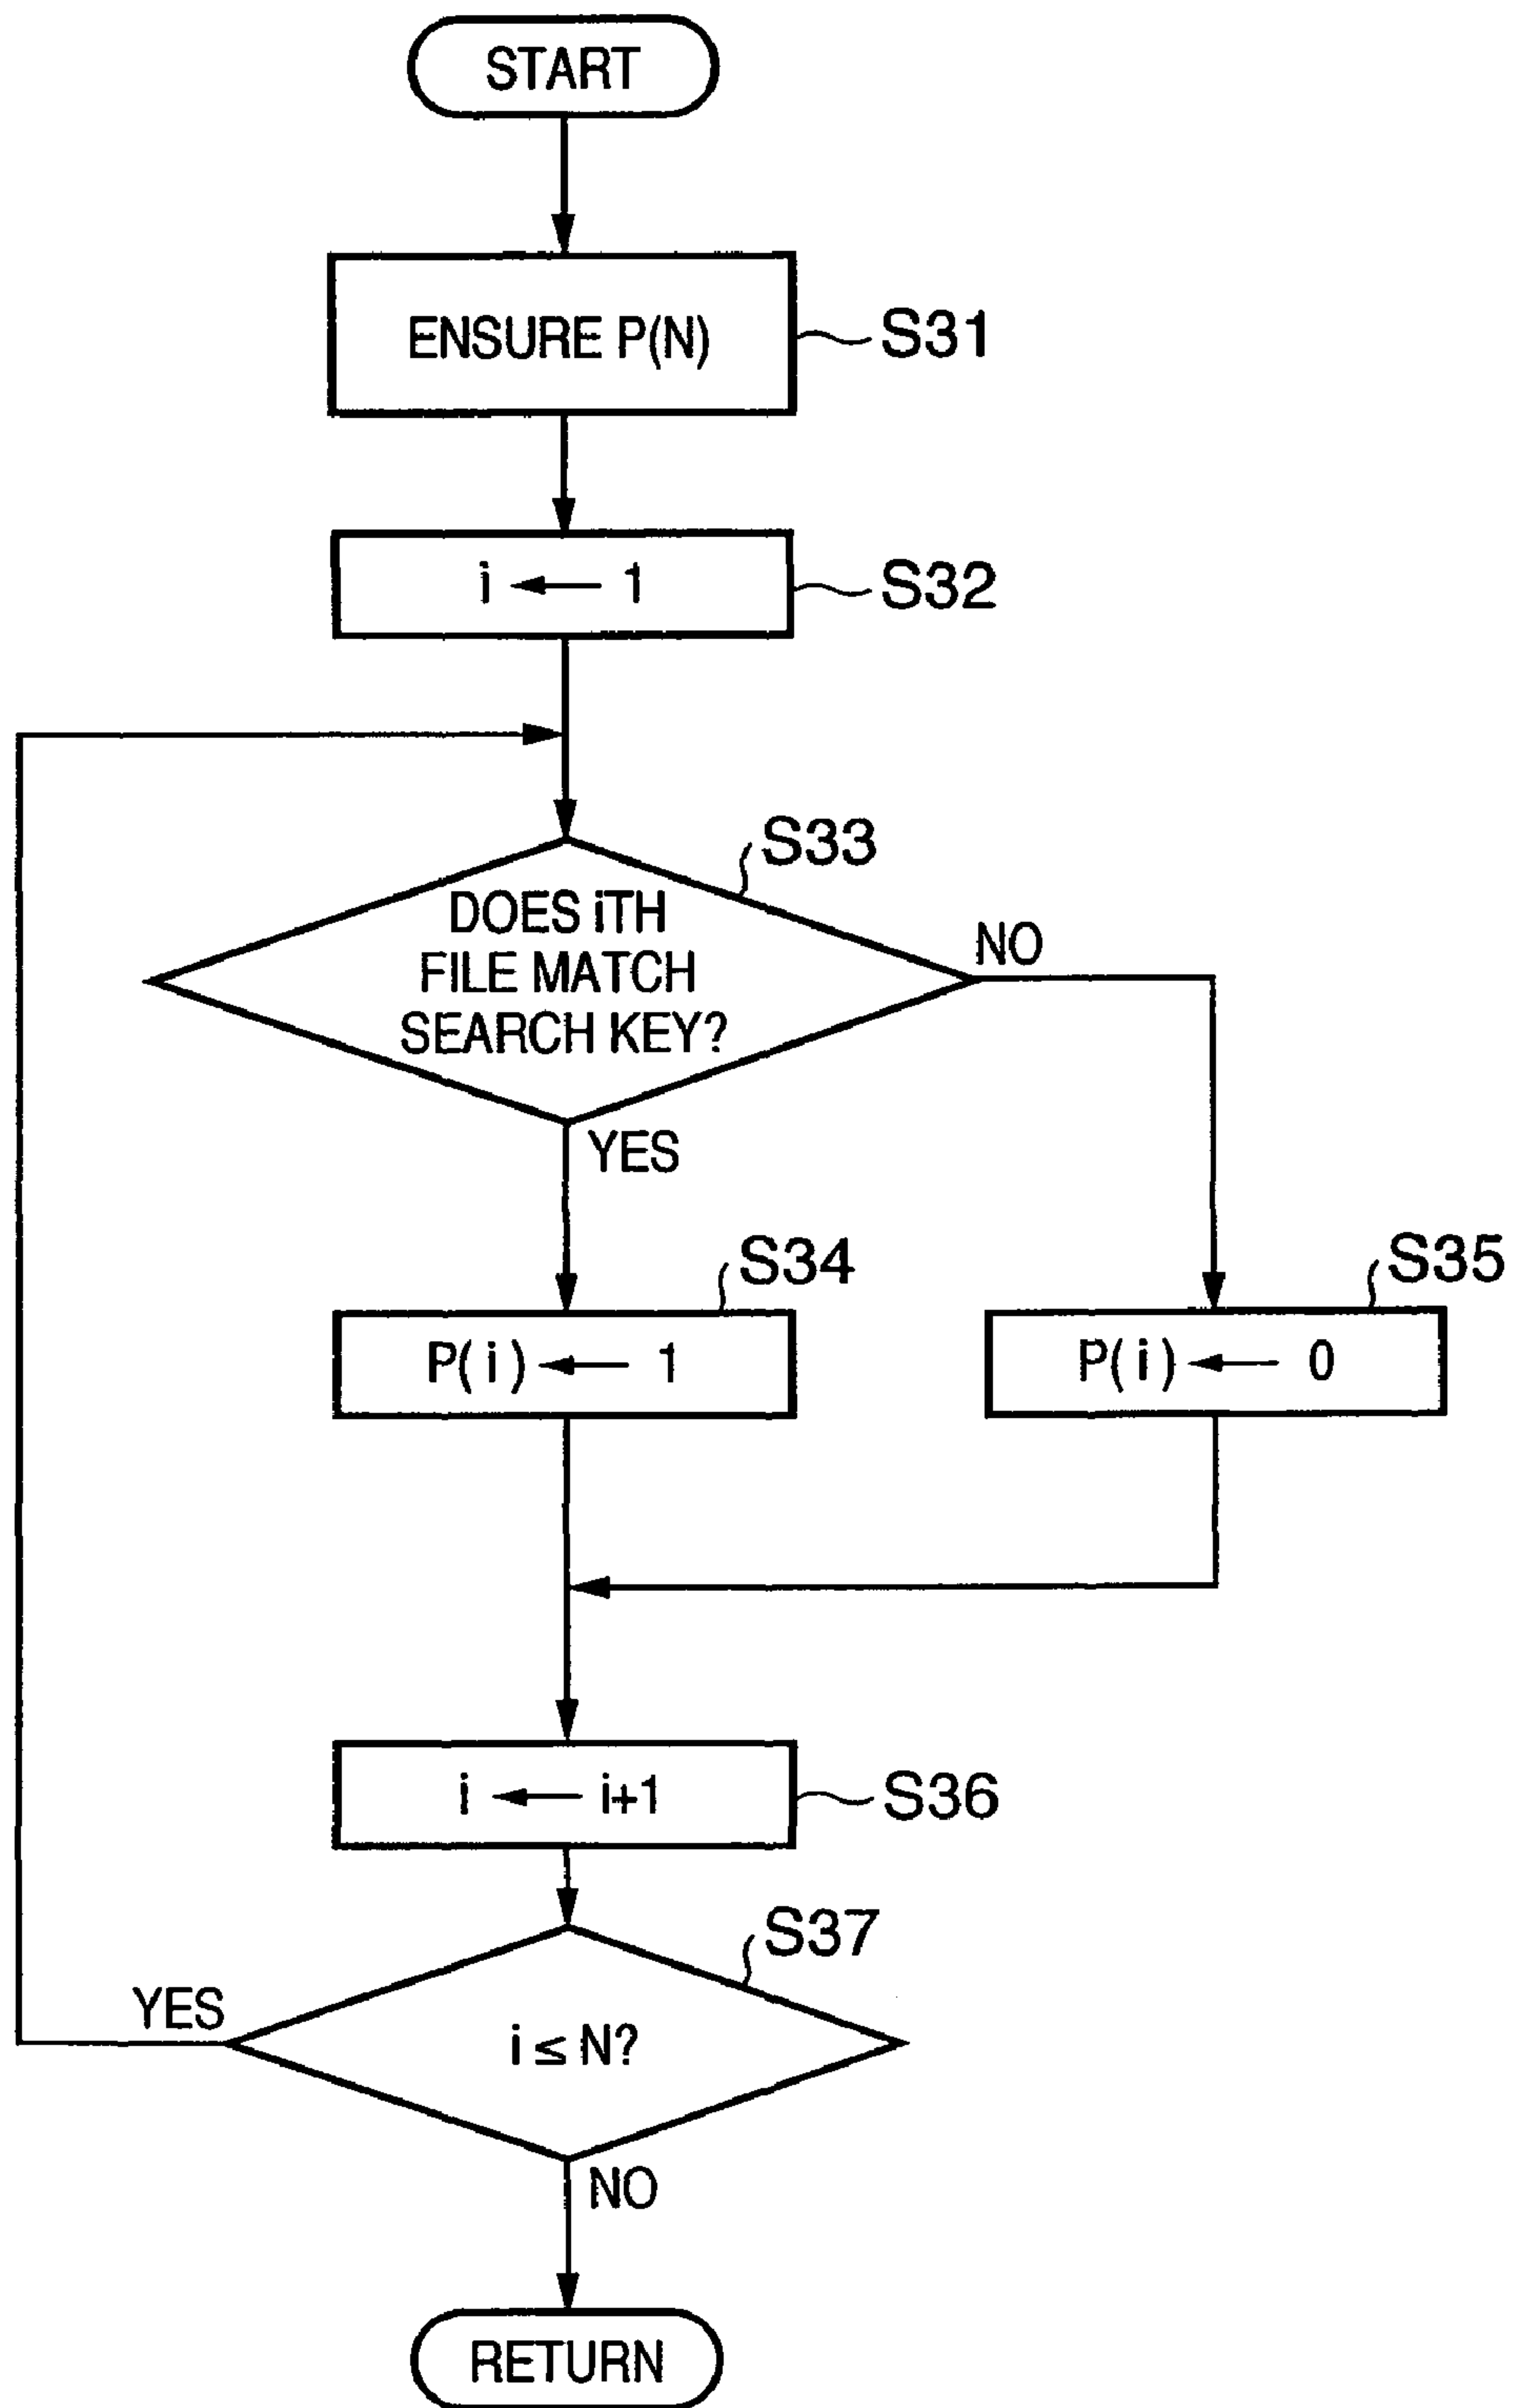 START
ENSURE P(N)
S31
i ← 1
S32
S33
DOES iTH
FILE MATCH
SEARCH KEY?
NO
YES
S34
P( i ) ← 1
S35
P( i ) ← 0
i ← i+1
S36
S37
YES
i ≤ N?
NO
RETURN